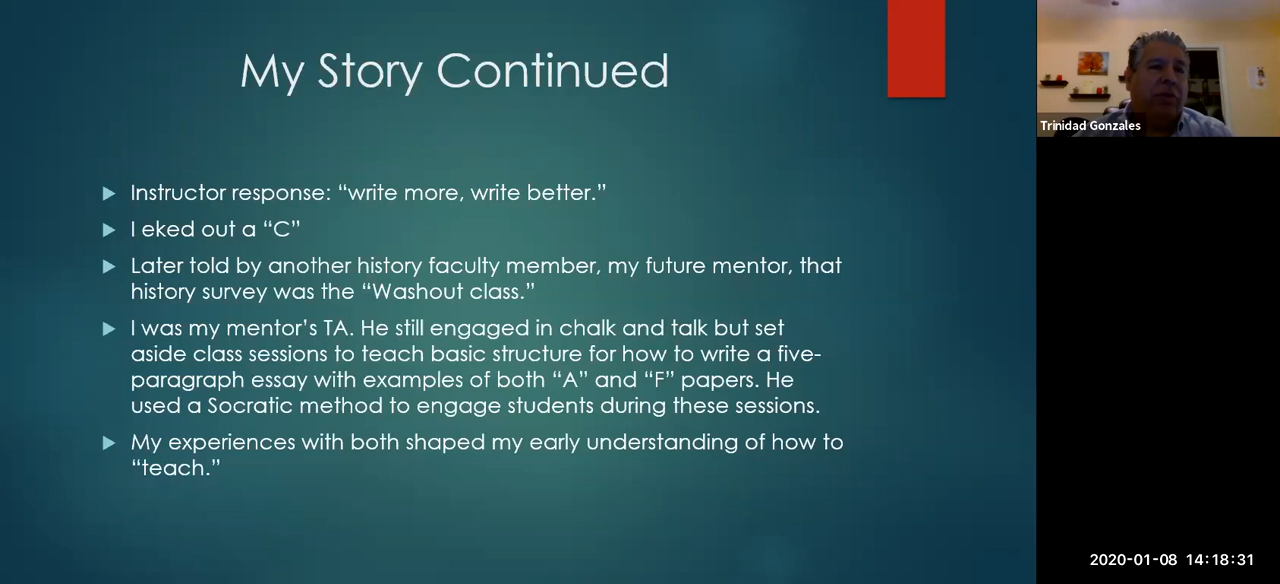 My Story Continued
Instructor response: “write more, write better.”
I eked out a “C”
Later told by another history faculty member, my future mentor, that
history survey was the “Washout class.”
I was my mentor’s TA. He still engaged in chalk and talk but set
aside class sessions to teach basic structure for how to write a five-
paragraph essay with examples of both “A” and “F” papers. He
used a Socratic method to engage students during these sessions.
My experiences with both shaped my early understanding of how to
“teach.”
Trinidad Gonzales
2020-01-08 14:18:31